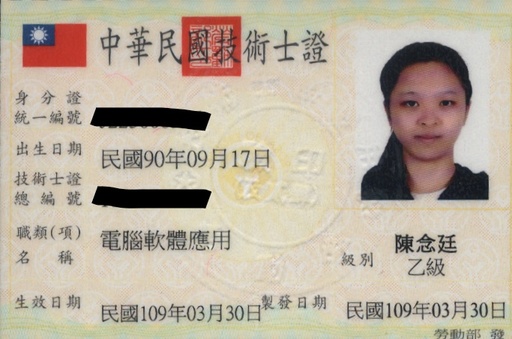 中華民國技術士證
身分證
統一編號
出生日期 民國90年09月17日
技術士證
總編號
職類(項)
名稱 電腦軟體應用
陳念廷
級別 乙級
生效日期 民國109年03月30日 製發日期 民國109年03月30日
勞動部 發